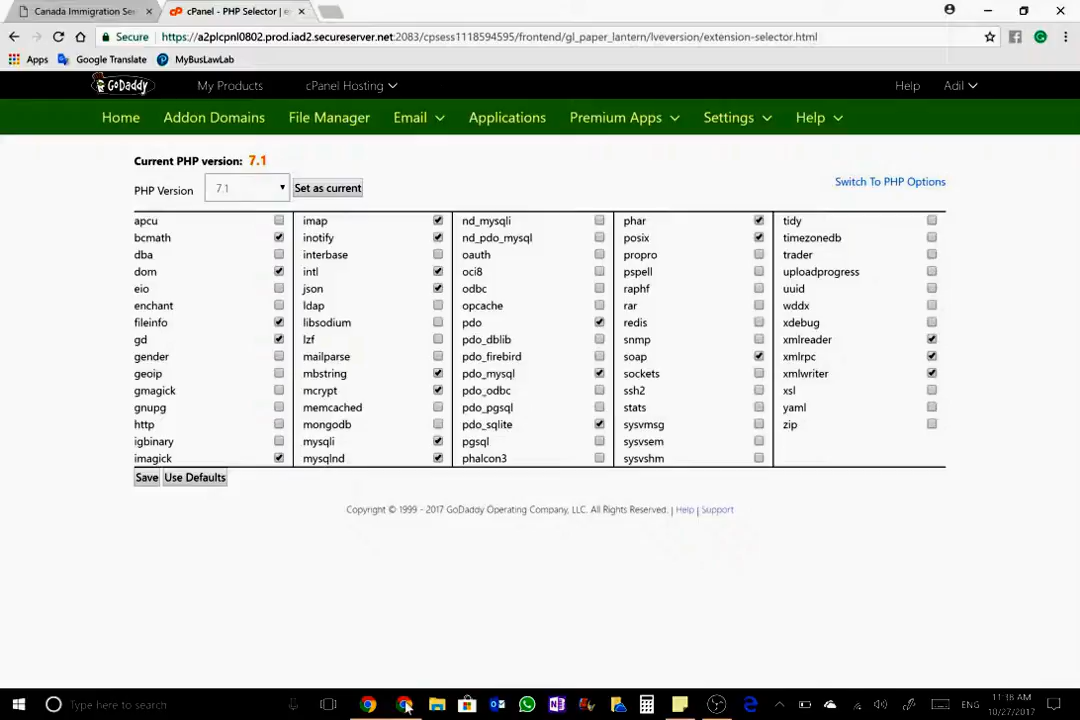 Canada Immigration Ser
cPanel - PHP Selector |
Secure https://a2plcpnl0802.prod.iad2.secureserver.net:2083/cpsess1118594595/frontend/gl_paper_lantern/lveversion/extension-selector.html
Apps Google Translate MyBusLawLab
GoDaddy My Products cPanel Hosting Help Adil
Home Addon Domains File Manager Email Applications Premium Apps Settings Help
Current PHP version: 7.1
PHP Version 7.1 Set as current Switch To PHP Options
apcu imap nd_mysqli phar tidy
bcmath inotify nd_pdo_mysql posix timezonedb
dba interbase oauth propro trader
dom intl oci8 pspell uploadprogress
eio json odbc raphf uuid
enchant ldap opcache rar wddx
fileinfo libsodium pdo redis xdebug
gd lzf pdo_dblib snmp xmlreader
gender mailparse pdo_firebird soap xmlrpc
geoip mbstring pdo_mysql sockets xmlwriter
gmagick mcrypt pdo_odbc ssh2 xsl
gnupg memcached pdo_pgsql stats yaml
http mongodb pdo_sqlite sysvmsg zip
igbinary mysqli pgsql sysvsem
imagick mysqlnd phalcon3 sysvshm
Save Use Defaults
Copyright © 1999 - 2017 GoDaddy Operating Company, LLC. All Rights Reserved. | Help | Support
Type here to search
ENG
11:36 AM
10/27/2017